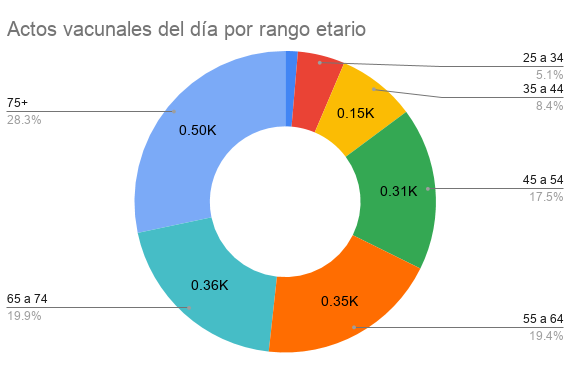 Actos vacunales del día por rango etario
25 a 34
5.1%
35 a 44
8.4%
75+
28.3%
0.15K
0.50K
45 a 54
17.5%
0.31K
0.36K
0.35K
65 a 74
19.9%
55 a 64
19.4%